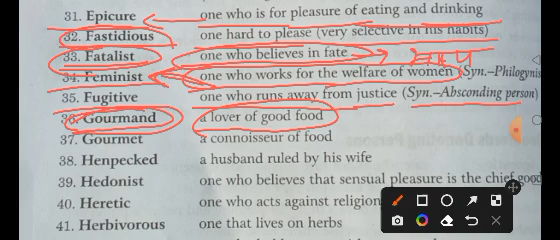 31. Epicure one who is for pleasure of eating and drinking
32. Fastidious one hard to please (very selective in his habits)
33. Fatalist one who believes in fate
34. Feminist one who works for the welfare of women (Syn.–Philogynis
35. Fugitive one who runs away from justice (Syn.–Absconding person)
36. Gourmand a lover of good food
37. Gourmet a connoisseur of food
38. Henpecked a husband ruled by his wife
39. Hedonist one who believes that sensual pleasure is the chief good
40. Heretic one who acts against religion
41. Herbivorous one that lives on herbs